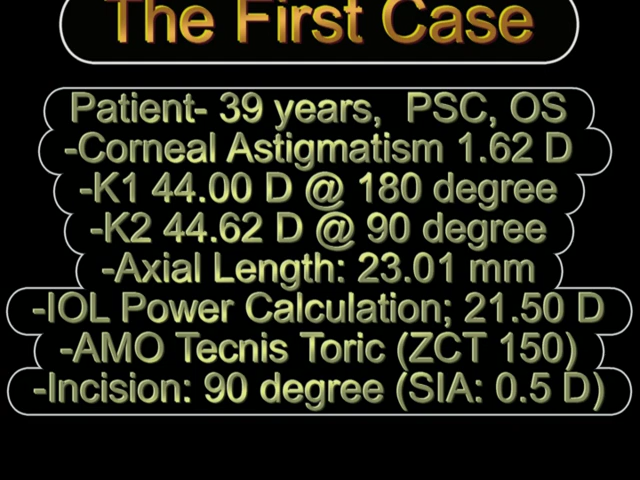 The First Case
Patient- 39 years, PSC, OS
-Corneal Astigmatism 1.62 D
-K1 44.00 D @ 180 degree
-K2 44.62 D @ 90 degree
-Axial Length: 23.01 mm
-IOL Power Calculation; 21.50 D
-AMO Tecnis Toric (ZCT 150)
-Incision: 90 degree (SIA: 0.5 D)